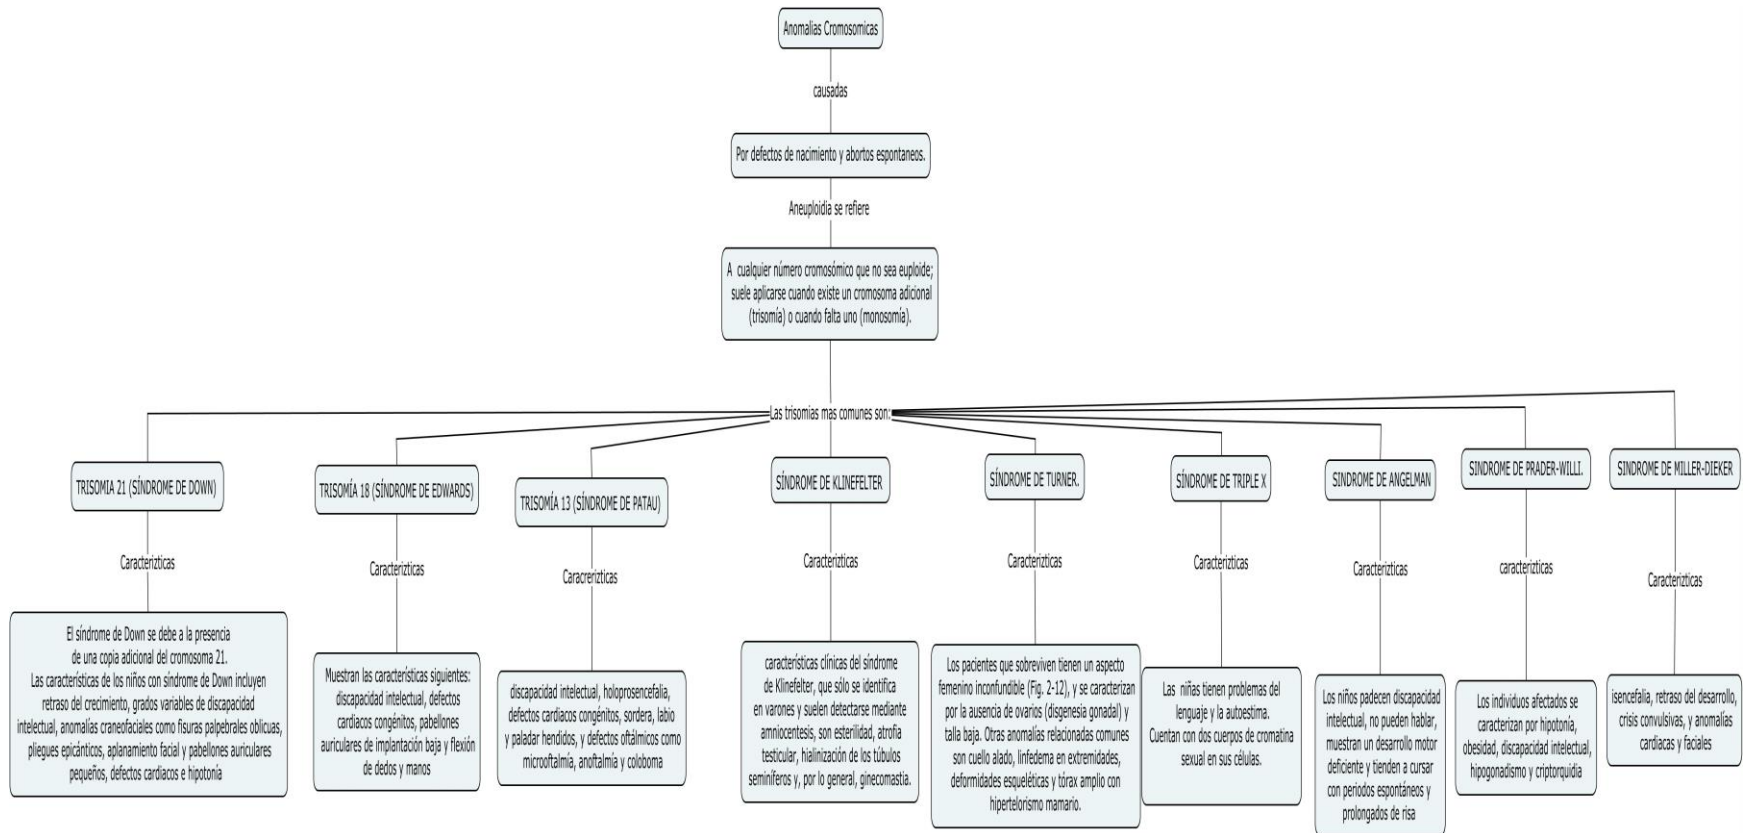 Anomalias Cromosomicas
causadas
Por defectos de nacimiento y abortos espontaneos.
Aneuploidia se refiere
A cualquier número cromosómico que no sea euploide;
suele aplicarse cuando existe un cromosoma adicional
(trisomía) o cuando falta uno (monosomía).
Las trisomias mas comunes son:
TRISOMIA 21 (SÍNDROME DE DOWN)
Caracterizticas
El síndrome de Down se debe a la presencia
de una copia adicional del cromosoma 21.
Las características de los niños con síndrome de Down incluyen
retraso del crecimiento, grados variables de discapacidad
intelectual, anomalías craneofaciales como fisuras palpebrales oblicuas,
pliegues epicánticos, aplanamiento facial y pabellones auriculares
pequeños, defectos cardiacos e hipotonía
TRISOMÍA 18 (SÍNDROME DE EDWARDS)
Caracterizticas
Muestran las características siguientes:
discapacidad intelectual, defectos
cardiacos congénitos, pabellones
auriculares de implantación baja y flexión
de dedos y manos
TRISOMÍA 13 (SÍNDROME DE PATAU)
Caracrerizticas
discapacidad intelectual, holoprosencefalia,
defectos cardiacos congénitos, sordera, labio
y paladar hendidos, y defectos oftálmicos como
microoftalmia, anoftalmia y coloboma
SÍNDROME DE KLINEFELTER
Caracterizticas
características clínicas del síndrome
de Klinefelter, que sólo se identifica
en varones y suelen detectarse mediante
amniocentesis, son esterilidad, atrofia
testicular, hialinización de los túbulos
seminíferos y, por lo general, ginecomastia.
SÍNDROME DE TURNER.
Caracterizticas
Los pacientes que sobreviven tienen un aspecto
femenino inconfundible (Fig. 2-12), y se caracterizan
por la ausencia de ovarios (disgenesia gonadal) y
talla baja. Otras anomalías relacionadas comunes
son cuello alado, linfedema en extremidades,
deformidades esqueléticas y tórax amplio con
hipertelorismo mamario.
SÍNDROME DE TRIPLE X
Caracterizticas
Las niñas tienen problemas del
lenguaje y la autoestima.
Cuentan con dos cuerpos de cromatina
sexual en sus células.
SINDROME DE ANGELMAN
Caracterizticas
Los niños padecen discapacidad
intelectual, no pueden hablar,
muestran un desarrollo motor
deficiente y tienden a cursar
con periodos espontáneos y
prolongados de risa
SINDROME DE PRADER-WILLI.
caracterizticas
Los individuos afectados se
caracterizan por hipotonía,
obesidad, discapacidad intelectual,
hipogonadismo y criptorquidia
SINDROME DE MILLER-DIEKER
Caracterizticas
isencefalia, retraso del desarrollo,
crisis convulsivas, y anomalías
cardiacas y faciales